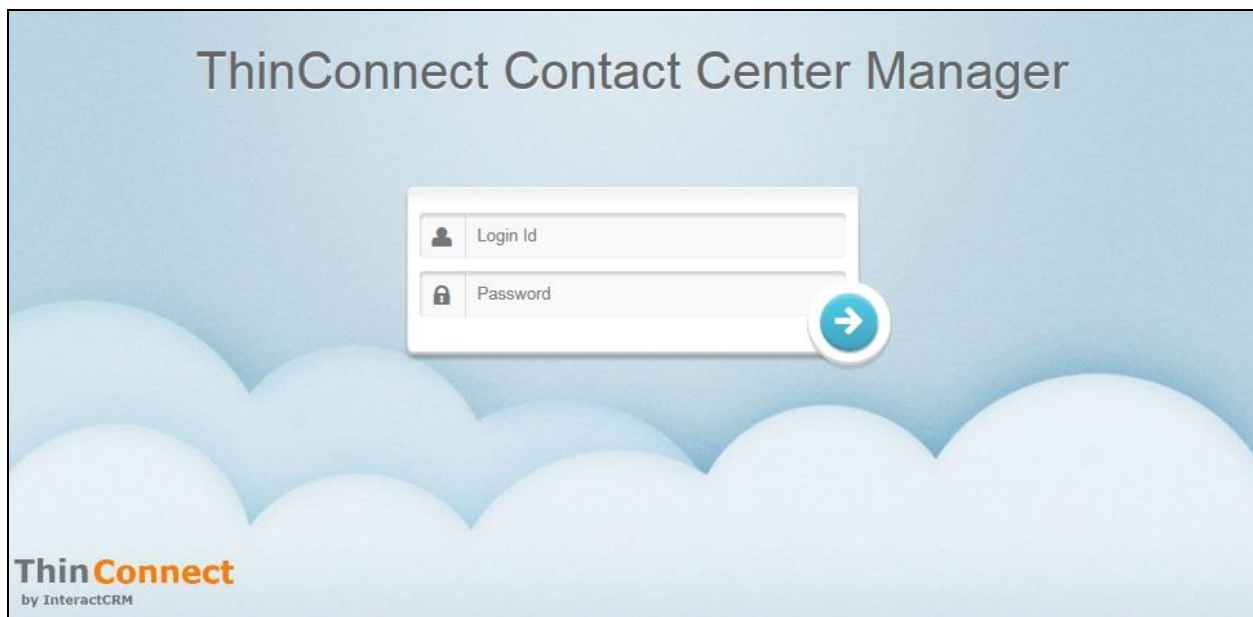 ThinConnect Contact Center Manager
Login Id
Password
ThinConnect
by InteractCRM